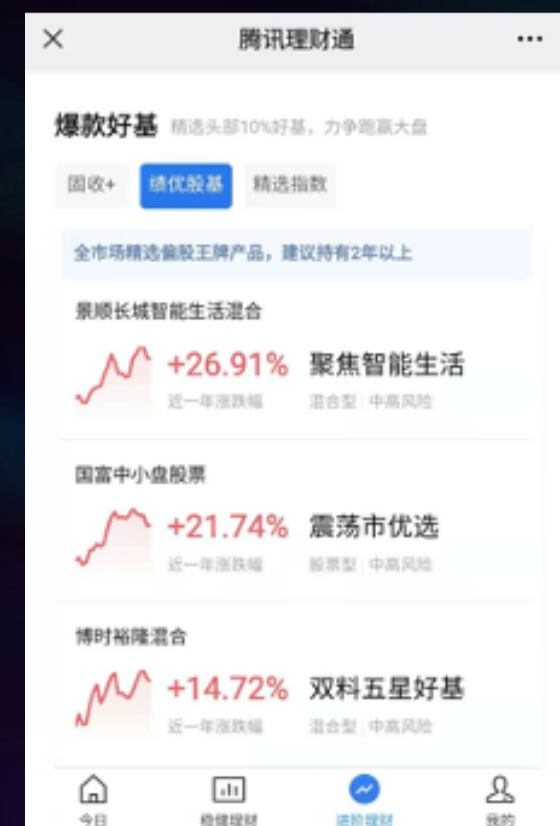 腾讯理财通
爆款好基 精选头部10%好基，力争跑赢大盘
固收+ 绩优股基 精选指数
全市场精选偏股王牌产品，建议持有2年以上
景顺长城智能生活混合
+26.91% 聚焦智能生活
近一年涨跌幅 混合型 中高风险
国富中小盘股票
+21.74% 震荡市优选
近一年涨跌幅 股票型 中高风险
博时裕隆混合
+14.72% 双料五星好基
近一年涨跌幅 混合型 中高风险
今日 稳健理财 进阶理财 我的